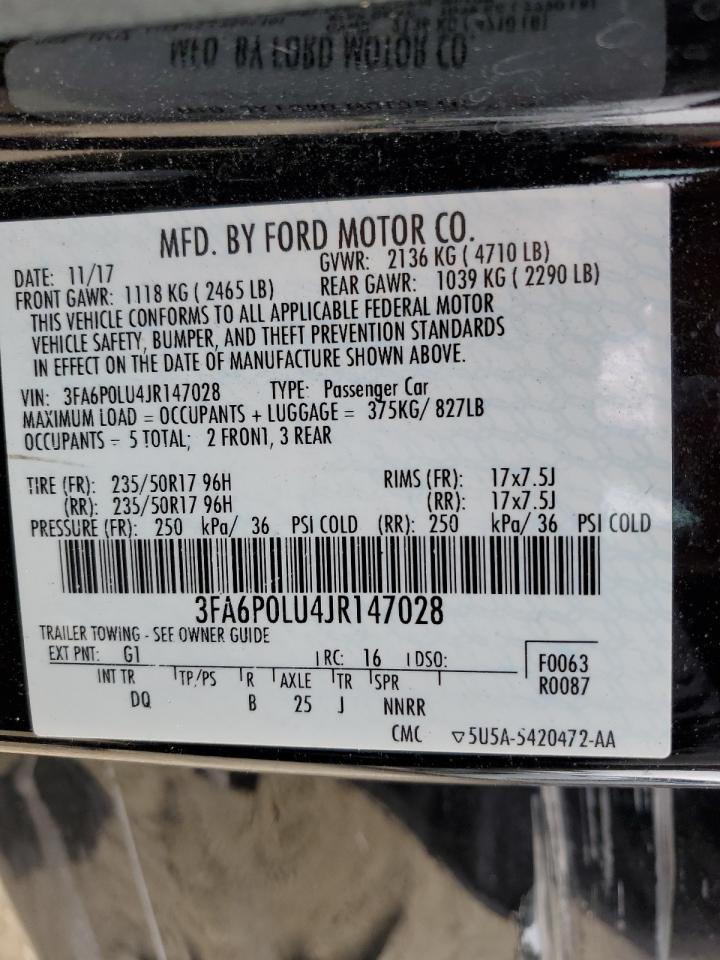 MFD. BY FORD MOTOR CO
MFD. BY FORD MOTOR CO.
DATE: 11/17
GVWR: 2136 KG ( 4710 LB)
FRONT GAWR: 1118 KG ( 2465 LB)
REAR GAWR: 1039 KG ( 2290 LB)
THIS VEHICLE CONFORMS TO ALL APPLICABLE FEDERAL MOTOR
VEHICLE SAFETY, BUMPER, AND THEFT PREVENTION STANDARDS
IN EFFECT ON THE DATE OF MANUFACTURE SHOWN ABOVE.
VIN: 3FA6P0LU4JR147028 TYPE: Passenger Car
MAXIMUM LOAD = OCCUPANTS + LUGGAGE = 375KG/ 827LB
OCCUPANTS = 5 TOTAL; 2 FRONT, 3 REAR
TIRE (FR): 235/50R17 96H RIMS (FR): 17x7.5J
(RR): 235/50R17 96H (RR): 17x7.5J
PRESSURE (FR): 250 kPa/ 36 PSI COLD (RR): 250 kPa/ 36 PSI COLD
3FA6P0LU4JR147028
TRAILER TOWING - SEE OWNER GUIDE
EXT PNT: G1 RC: 16 DSO:
F0063
INT TR TP/PS R AXLE TR SPR
R0087
DQ B 25 J NNRR
CMC ▽5U5A-5420472-AA